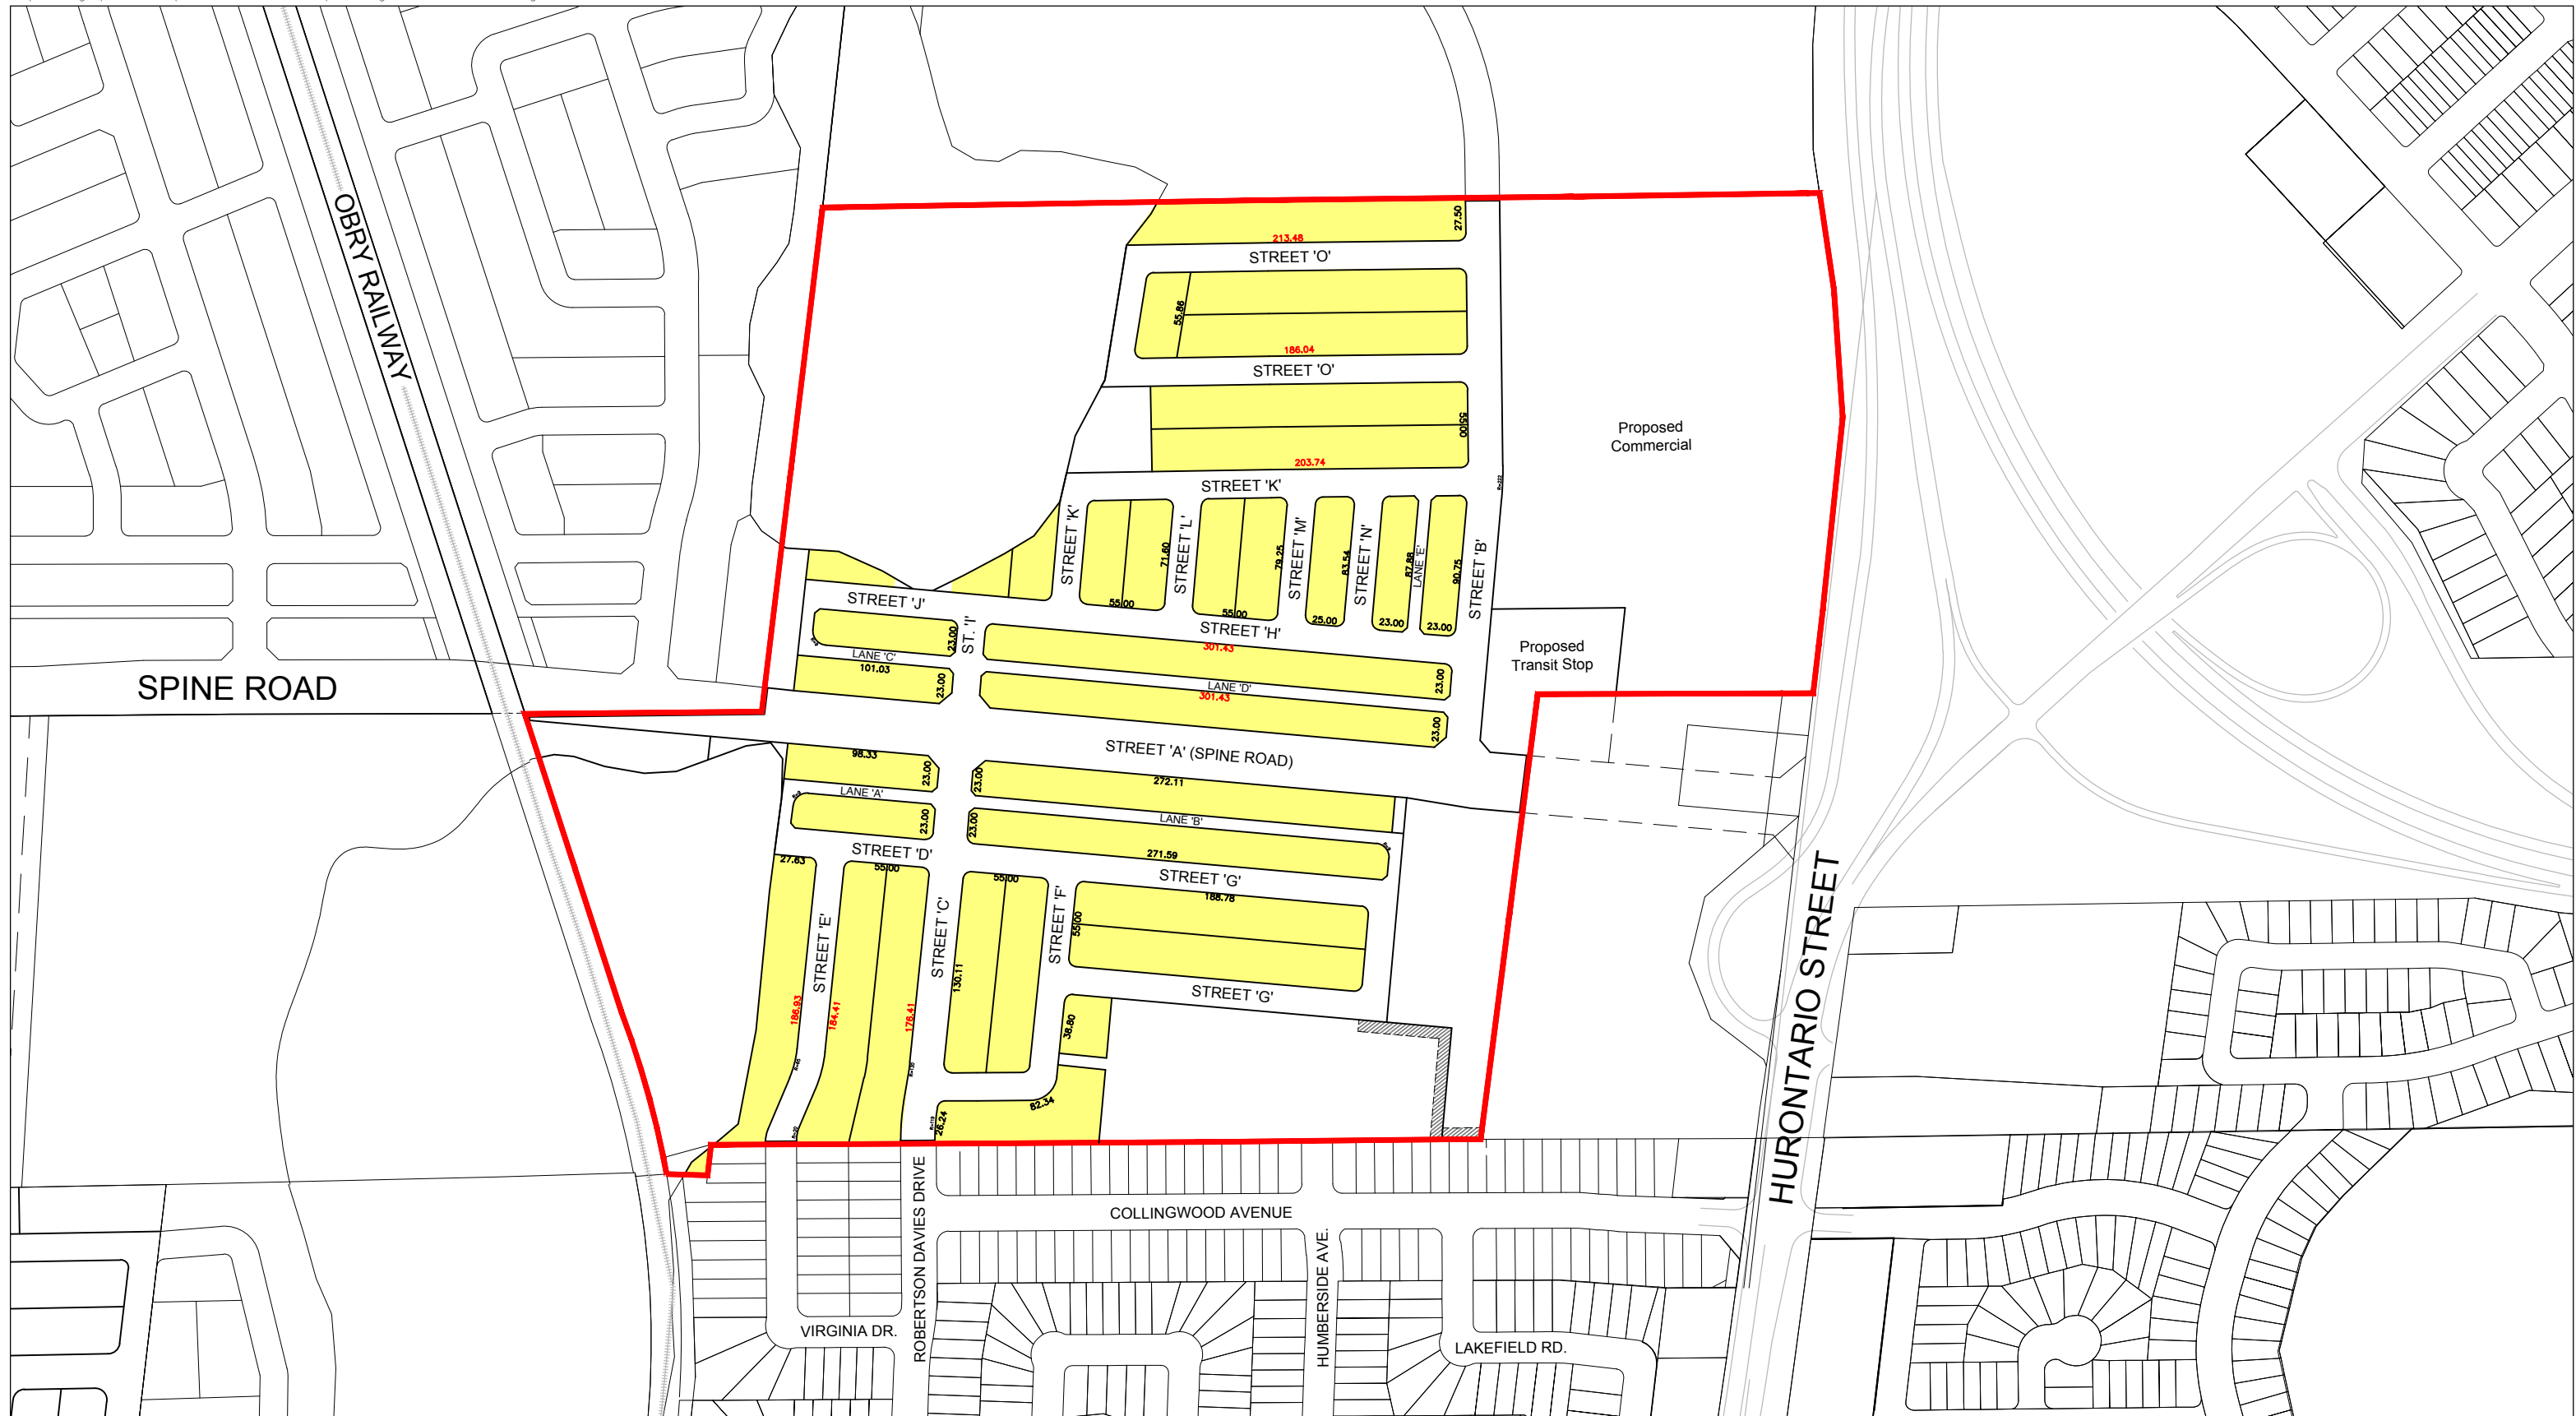 OBRY RAILWAY
27.50
213.48
STREET 'O'
55.86
186.04
STREET 'O'
55.00
203.74
Proposed
Commercial
STREET 'K'
STREET 'K'
71.60
STREET 'L'
79.25
STREET 'M'
83.54
STREET 'N'
87.88
LANE 'E'
90.75
STREET 'B'
55.00
55.00
25.00
23.00
23.00
STREET 'J'
23.00
ST. 'I'
STREET 'H'
301.43
Proposed
Transit Stop
LANE 'C'
101.03
23.00
LANE 'D'
301.43
23.00
23.00
SPINE ROAD
STREET 'A' (SPINE ROAD)
98.33
23.00
23.00
272.11
LANE 'A'
23.00
23.00
LANE 'B'
STREET 'D'
271.59
27.63
55.00
55.00
STREET 'G'
188.78
STREET 'E'
STREET 'C'
STREET 'F'
55.00
130.11
186.93
184.41
176.41
STREET 'G'
38.80
82.34
26.24
HURONTARIO STREET
ROBERTSON DAVIES DRIVE
COLLINGWOOD AVENUE
HUMBERSIDE AVE.
VIRGINIA DR.
LAKEFIELD RD.